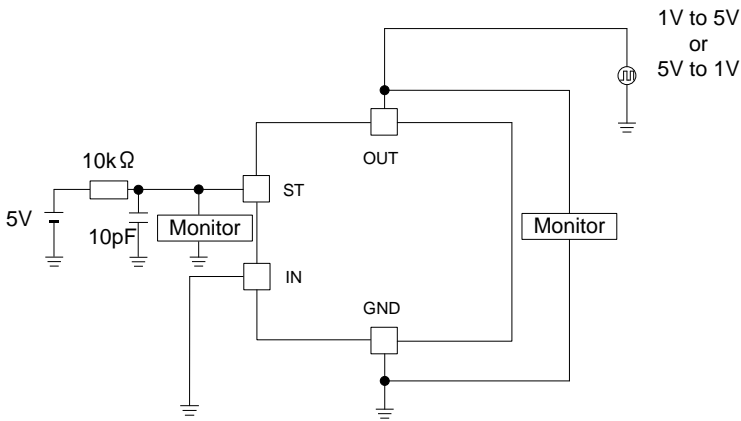 1V to 5V
or
5V to 1V
OUT
10kΩ
ST
5V
10pF
Monitor
Monitor
IN
GND